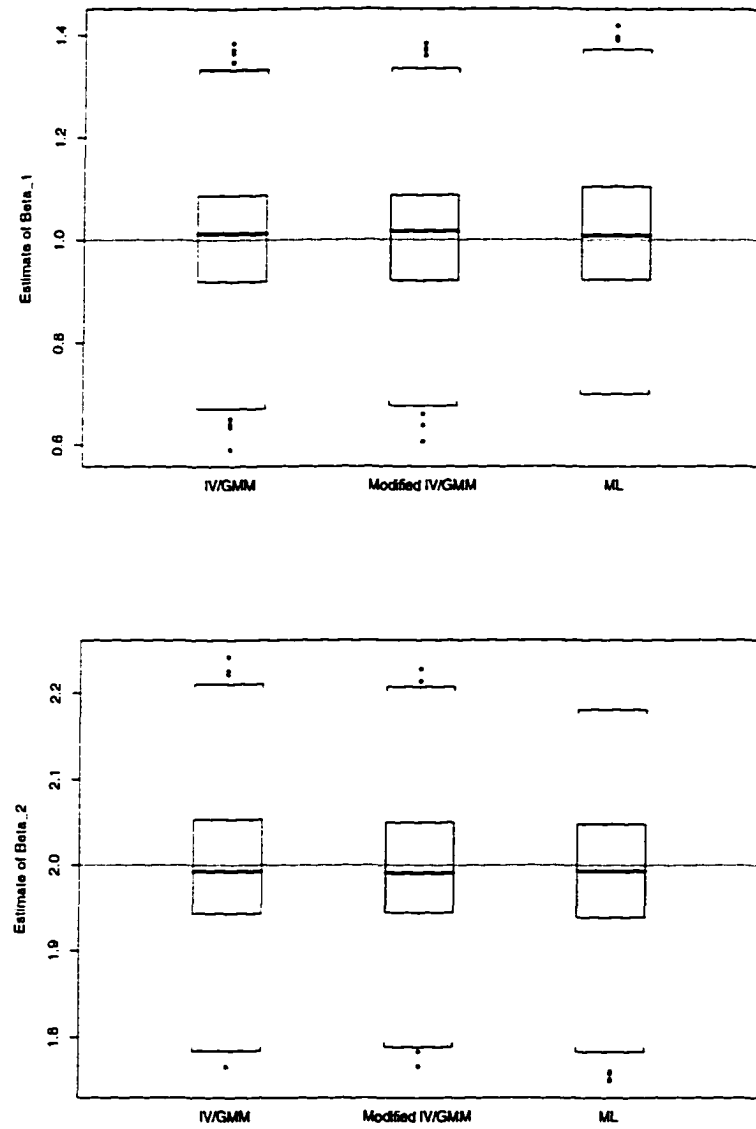 1.4
1.2
1.0
0.8
0.6
Estimate of Beta_1
IV/GMM
Modified IV/GMM
ML
2.2
2.1
2.0
1.9
1.8
Estimate of Beta_2
IV/GMM
Modified IV/GMM
ML